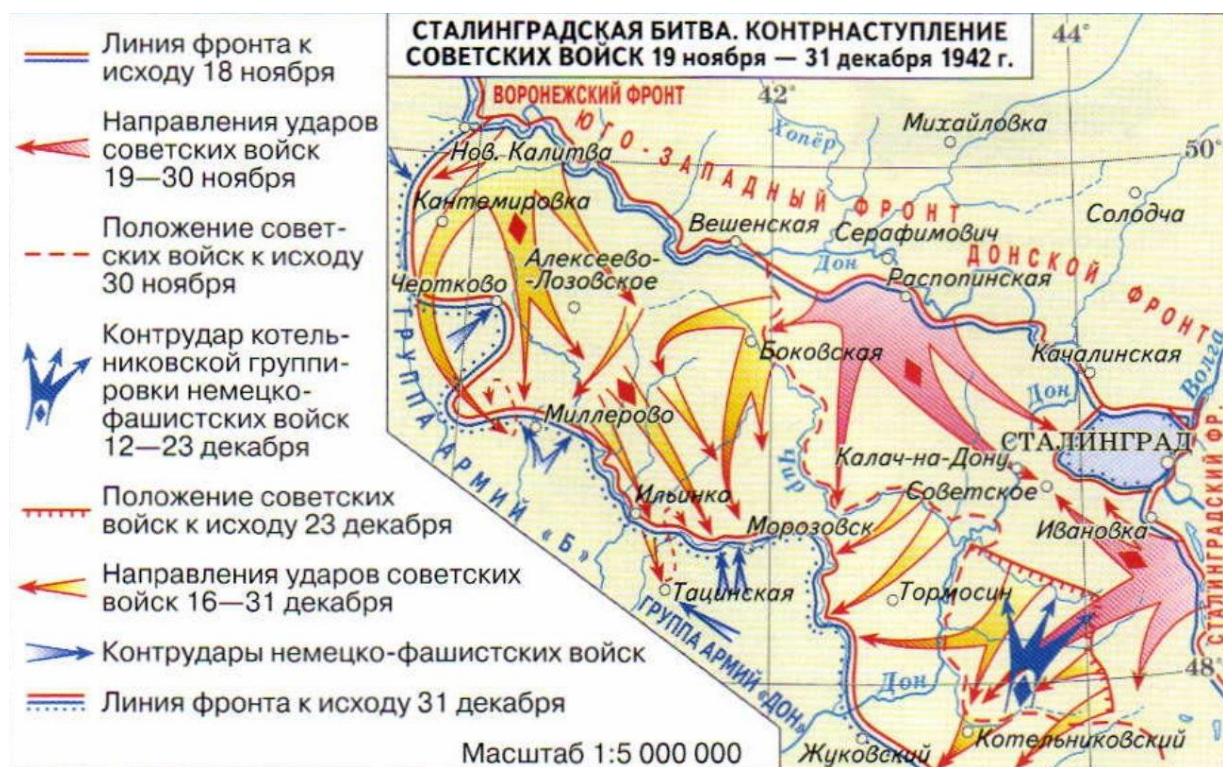 Линия фронта к
исходу 18 ноября
Направления ударов
советских войск
19—30 ноября
Положение совет-
ских войск к исходу
30 ноября
Контрудар котель-
никовской группи-
ровки немецко-
фашистских войск
12—23 декабря
Положение советских
войск к исходу 23 декабря
Направления ударов советских
войск 16—31 декабря
Контрудары немецко-фашистских войск
Линия фронта к исходу 31 декабря
Масштаб 1:5 000 000
СТАЛИНГРАДСКАЯ БИТВА. КОНТРНАСТУПЛЕНИЕ
СОВЕТСКИХ ВОЙСК 19 ноября — 31 декабря 1942 г.
44°
42°
ВОРОНЕЖСКИЙ ФРОНТ
ЮГО-ЗАПАДНЫЙ ФРОНТ
Хопёр
Михайловка
50°
Нов. Калитва
Кантемировка
Вешенская
Серафимович
Солодча
Дон
ДОНСКОЙ ФРОНТ
Алексеево-
-Лозовское
Распопинская
Чертково
Боковская
Качалинская
Волга
ГРУППА АРМИЙ «Б»
Миллерово
Дон
СТАЛИНГРАД
Чир
Калач-на-Дону
Советское
СТАЛИНГРАДСКИЙ ФР.
Ильинка
Морозовск
Ивановка
Тацинская
Тормосин
ГРУППА АРМИЙ «ДОН»
Дон
48°
Жуковский
Котельниковский